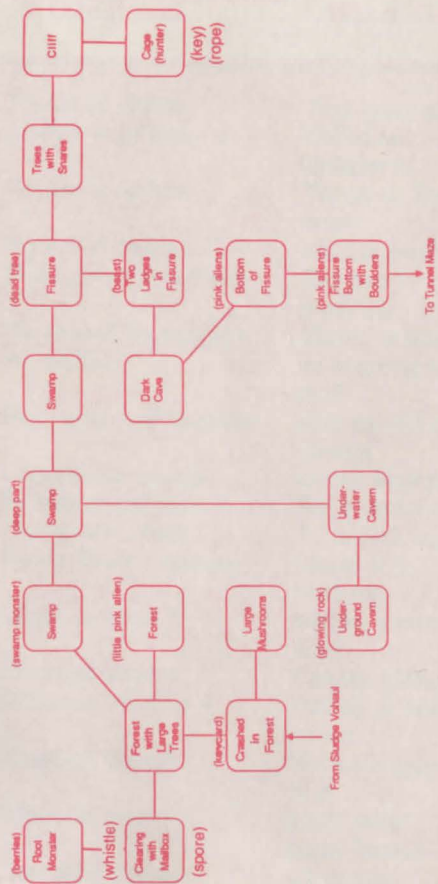 (berries)
Root
Monster
(whistle)
Clearing
with
Mailbox
(spore)
(swamp monster)
Swamp
(deep part)
Swamp
Swamp
(dead tree)
Fissure
Trees
with
Snares
Cliff
Cage
(hunter)
(key)
(rope)
Forest
with
Large
Trees
(little pink alien)
Forest
(keycard)
Crashed
in
Forest
Large
Mushrooms
From Sludge Vohaul
(glowing rock)
Under-
ground
Cavern
Under-
water
Cavern
Dark
Cave
(beast)
Two
Ledges
in
Fissure
(pink aliens)
Bottom
of
Fissure
(pink aliens)
Fissure
Bottom
with
Boulders
To Tunnel Maze